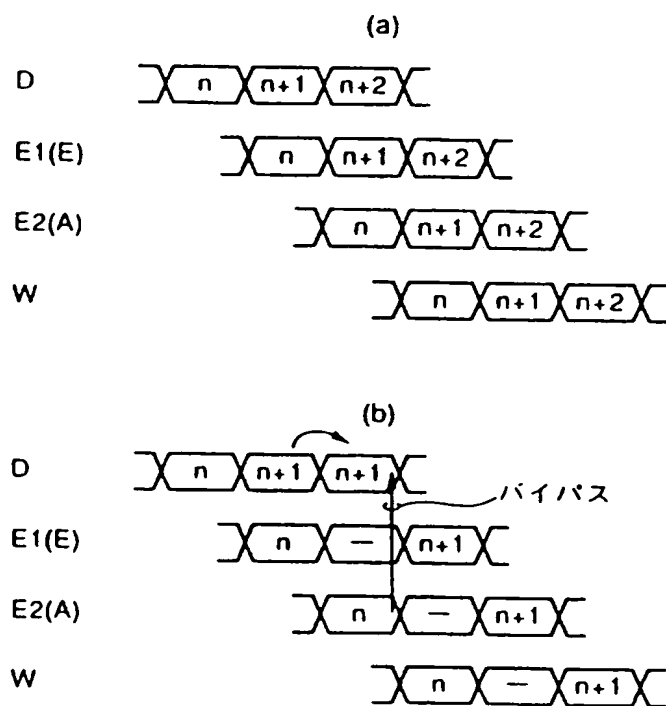 (a)
D n n+1 n+2
E1(E) n n+1 n+2
E2(A) n n+1 n+2
W n n+1 n+2
(b)
D n n+1 n+1
バイパス
E1(E) n — n+1
E2(A) n — n+1
W n — n+1